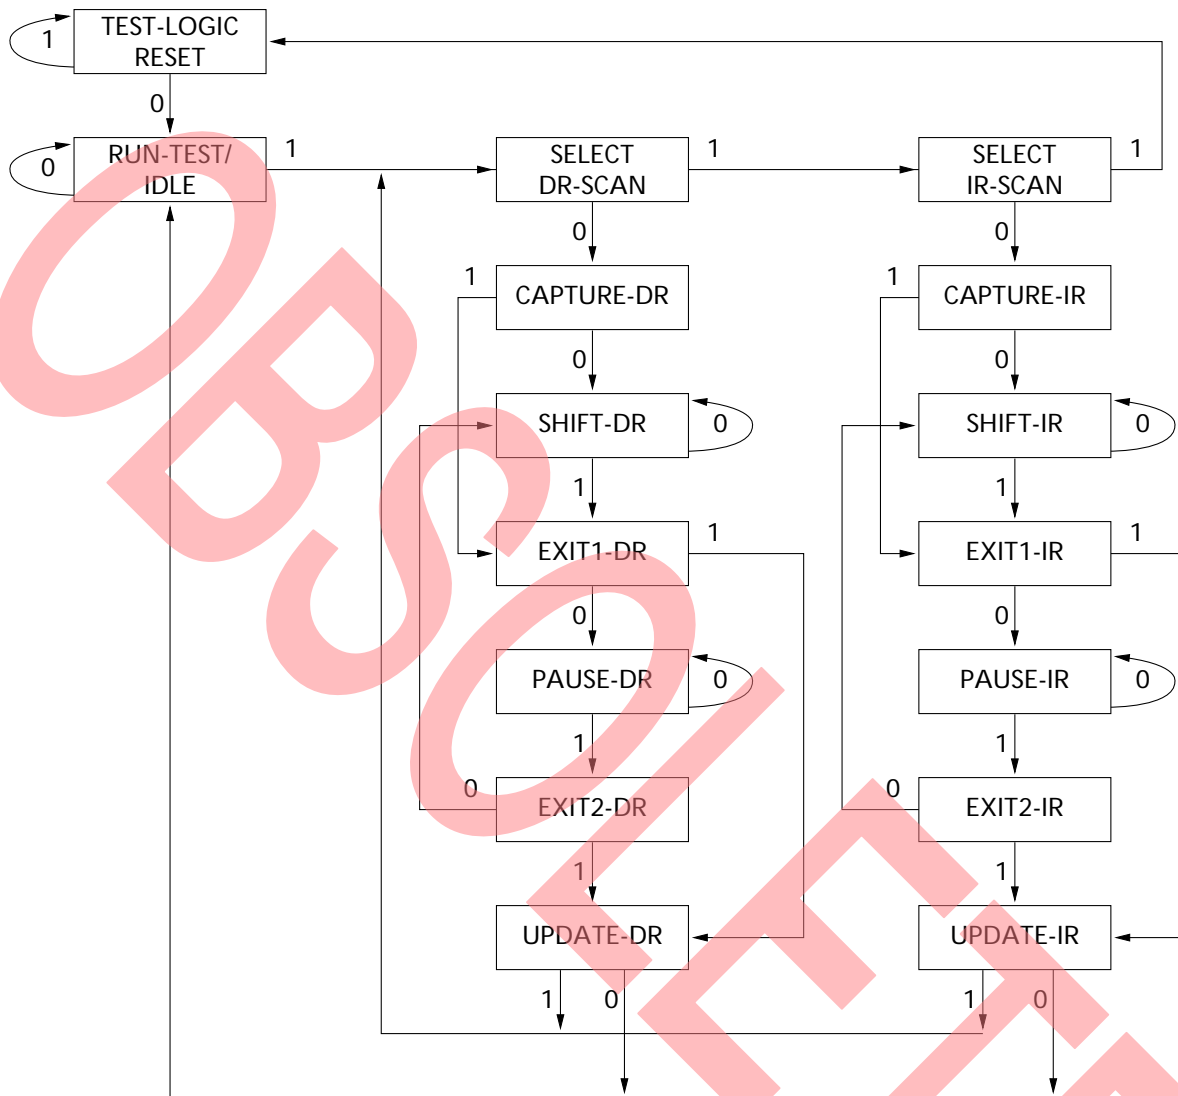 TEST-LOGIC
RESET
1
0
RUN-TEST/
IDLE
0
1
SELECT
DR-SCAN
1
SELECT
IR-SCAN
1
0
0
1
CAPTURE-DR
1
CAPTURE-IR
0
0
SHIFT-DR
0
SHIFT-IR
0
1
1
EXIT1-DR
1
EXIT1-IR
1
0
0
PAUSE-DR
0
PAUSE-IR
0
1
1
0
EXIT2-DR
0
EXIT2-IR
1
1
UPDATE-DR
UPDATE-IR
1
0
1
0
OBSOLETE